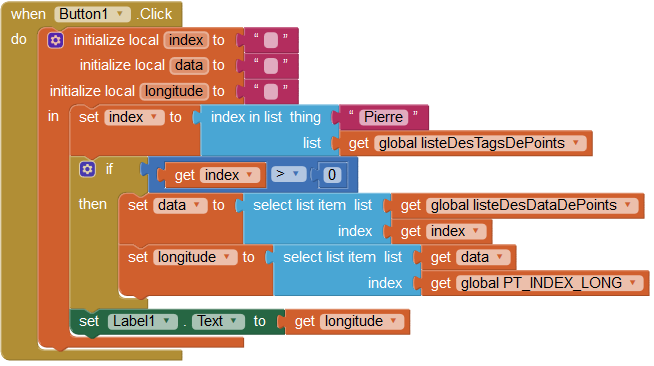 when Button1 .Click
do initialize local index to " "
initialize local data to " "
initialize local longitude to " "
in set index to index in list thing " Pierre "
list get global listeDesTagsDePoints
if get index > 0
then set data to select list item list get global listeDesDataDePoints
index get index
set longitude to select list item list get data
index get global PT_INDEX_LONG
set Label1 . Text to get longitude